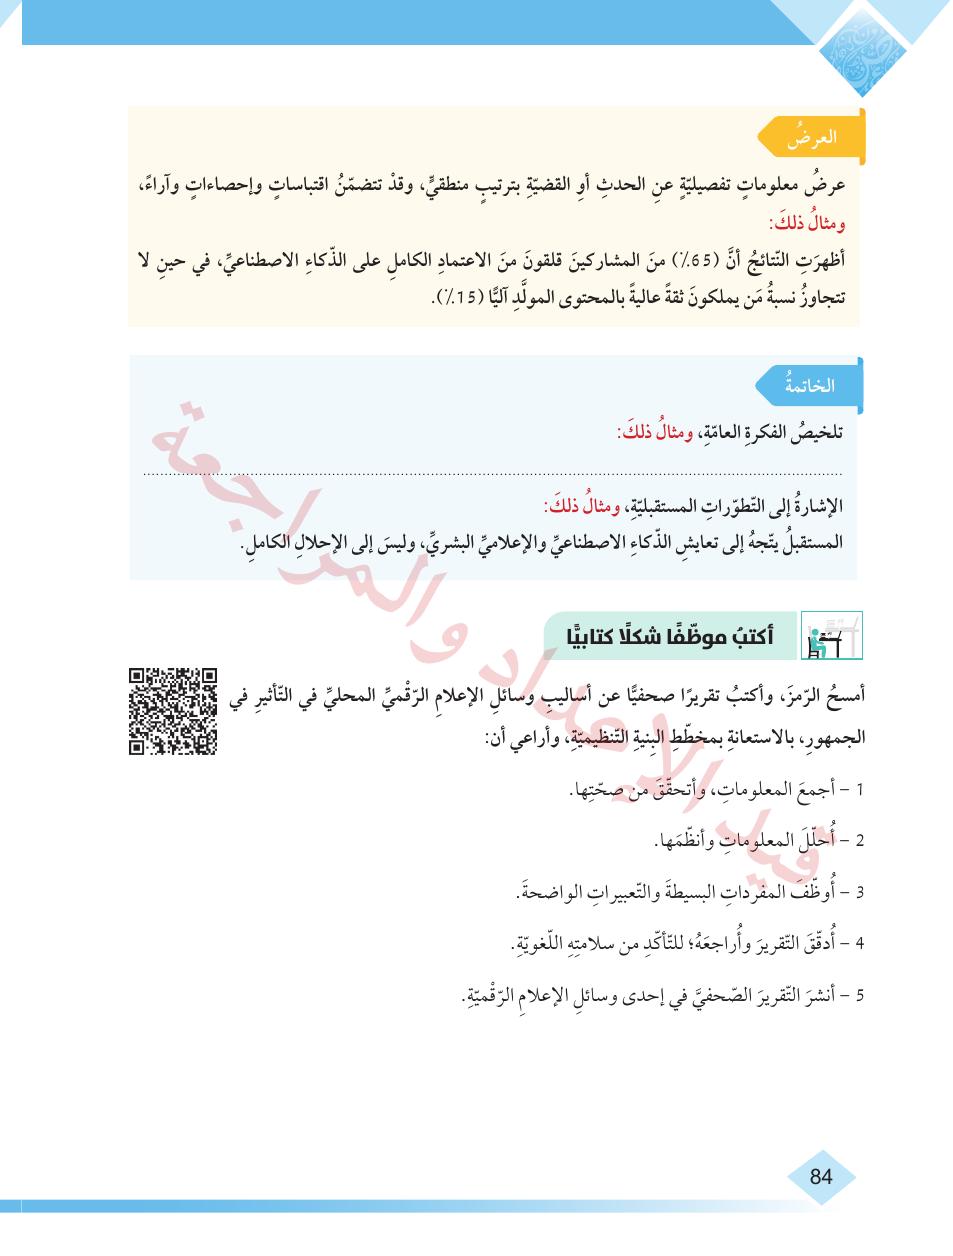 العرضُ
عرضُ معلوماتٍ تفصيليّةٍ عنِ الحدثِ أوِ القضيّةِ بترتيبٍ منطقيٍّ، وقدْ تتضمّنُ اقتباساتٍ وإحصاءاتٍ وآراءً،
ومثالُ ذلكَ:
أظهرَتِ النّتائجُ أنَّ (65٪) منَ المشاركينَ قلقونَ منَ الاعتمادِ الكاملِ على الذّكاءِ الاصطناعيِّ، في حينِ لا
تتجاوزُ نسبةُ مَن يملكونَ ثقةً عاليةً بالمحتوى المولَّدِ آليًّا (15٪).
الخاتمةُ
تلخيصُ الفكرةِ العامّةِ، ومثالُ ذلكَ:
الإشارةُ إلى التّطوّراتِ المستقبليّةِ، ومثالُ ذلكَ:
المستقبلُ يتّجهُ إلى تعايشِ الذّكاءِ الاصطناعيِّ والإعلاميِّ البشريِّ، وليسَ إلى الإحلالِ الكاملِ.
أكتبُ موظّفًا شكلًا كتابيًّا
أمسحُ الرّمزَ، وأكتبُ تقريرًا صحفيًّا عن أساليبِ وسائلِ الإعلامِ الرّقْميِّ المحليِّ في التّأثيرِ في
الجمهورِ، بالاستعانةِ بمخطّطِ البِنيةِ التّنظيميّةِ، وأراعي أن:
1 – أجمعَ المعلوماتِ، وأتحقّقَ من صحّتِها.
2 – أُحلّلَ المعلوماتِ وأنظّمَها.
3 – أُوظّفَ المفرداتِ البسيطةَ والتّعبيراتِ الواضحةَ.
4 – أُدقّقَ التّقريرَ وأُراجعَهُ؛ للتّأكّدِ من سلامتِهِ اللّغويّةِ.
5 – أنشرَ التّقريرَ الصّحفيَّ في إحدى وسائلِ الإعلامِ الرّقْميّةِ.
قيد الإعداد والمراجعة
84